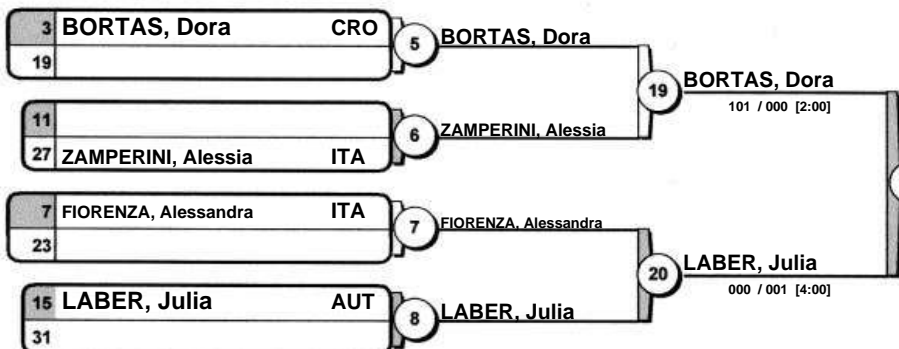 3 BORTAS, Dora CRO
19
5 BORTAS, Dora
11
27 ZAMPERINI, Alessia ITA
6 ZAMPERINI, Alessia
19 BORTAS, Dora
101 / 000 [2:00]
7 FIORENZA, Alessandra ITA
23
7 FIORENZA, Alessandra
15 LABER, Julia AUT
31
8 LABER, Julia
20 LABER, Julia
000 / 001 [4:00]